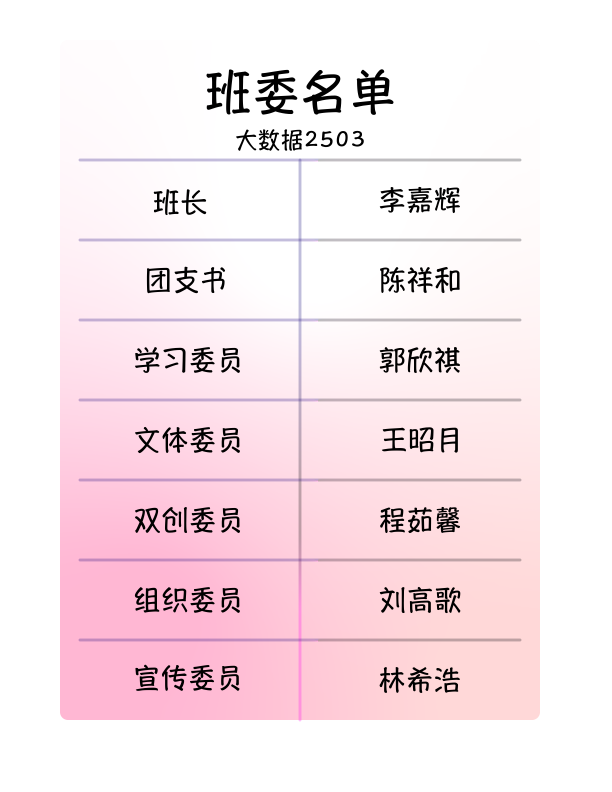 班委名单
大数据2503
班长 李嘉辉
团支书 陈祥和
学习委员 郭欣祺
文体委员 王昭月
双创委员 程茹馨
组织委员 刘高歌
宣传委员 林希浩